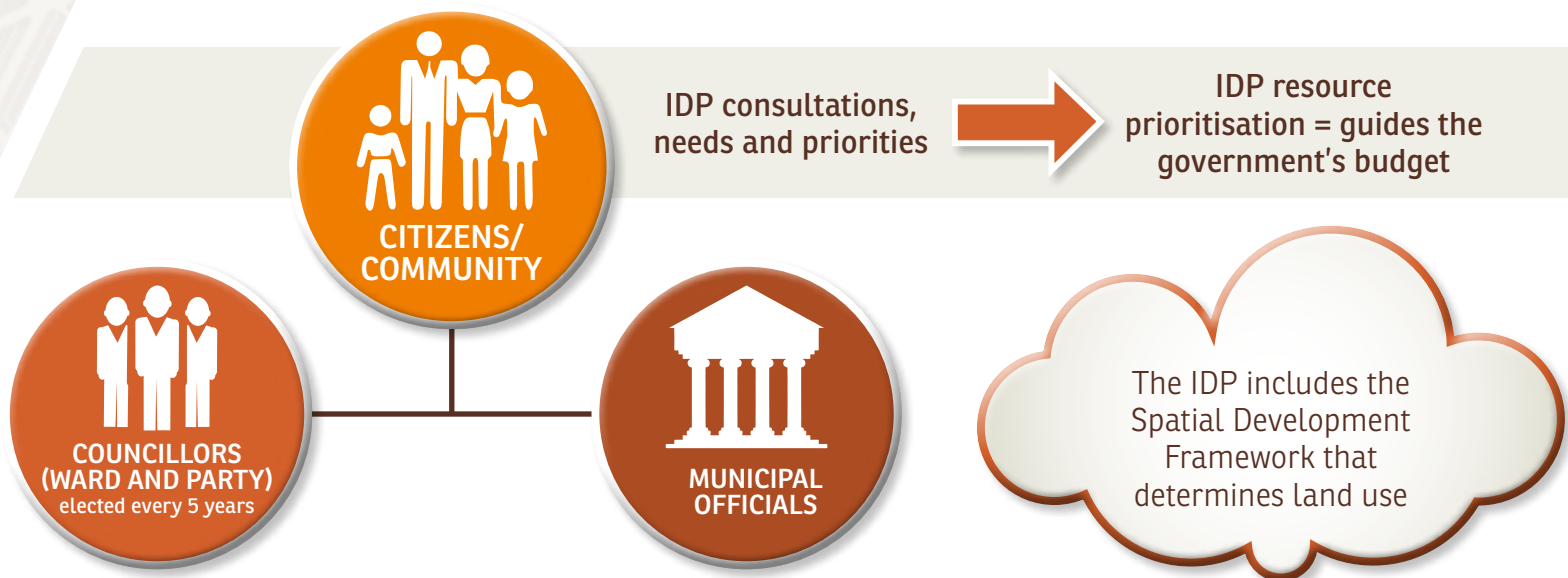 IDP consultations,
needs and priorities
IDP resource
prioritisation = guides the
government's budget
CITIZENS/
COMMUNITY
COUNCILLORS
(WARD AND PARTY)
elected every 5 years
MUNICIPAL
OFFICIALS
The IDP includes the
Spatial Development
Framework that
determines land use